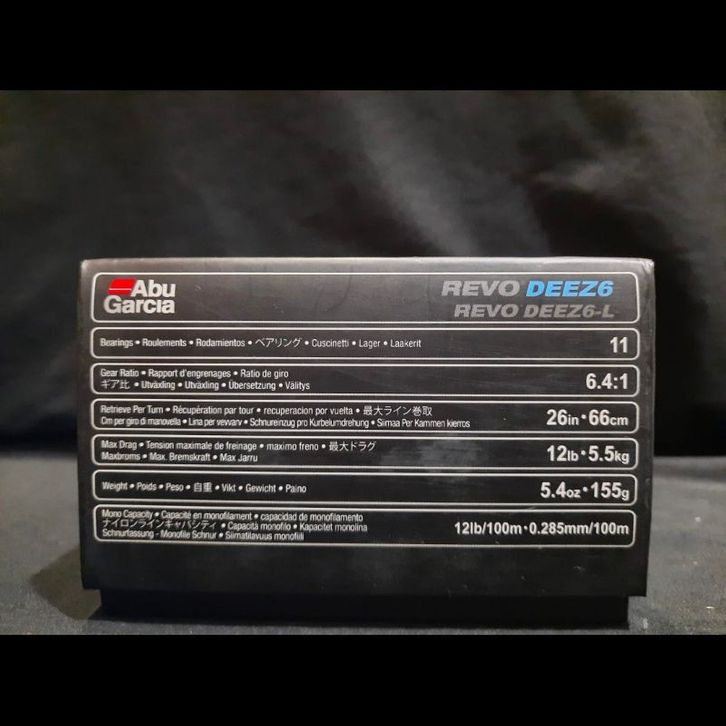 Abu
Garcia
REVO DEEZ6
REVO DEEZ6-L
Bearings • Roulements • Rodamientos • ベアリング • Cuscinetti • Lager • Laakerit
11
Gear Ratio • Rapport d'engrenages • Ratio de giro
ギア比 • Utväxling • Utväxling • Übersetzung • Välitys
6.4:1
Retrieve Per Turn • Récupération par tour • recuperacion por vuelta • 最大ライン巻取
Cm per giro di manovella • Lina per vevvarv • Schnureinzug pro Kurbelumdrehung • Siimaa Per Kammen kierros
26in • 66cm
Max Drag • Tension maximale de freinage • maximo freno • 最大ドラグ
Maxbroms • Max. Bremskraft • Max Jarru
12lb • 5.5kg
Weight • Poids • Peso • 自重 • Vikt • Gewicht • Paino
5.4oz • 155g
Mono Capacity • Capacité en monofilament • capacidad de monofilamento
ナイロンラインキャパシティ • Capacità monofilo • Kapacitet monolina
Schnurfassung - Monofile Schnur • Siimatilavuus monofiili
12lb/100m • 0.285mm/100m